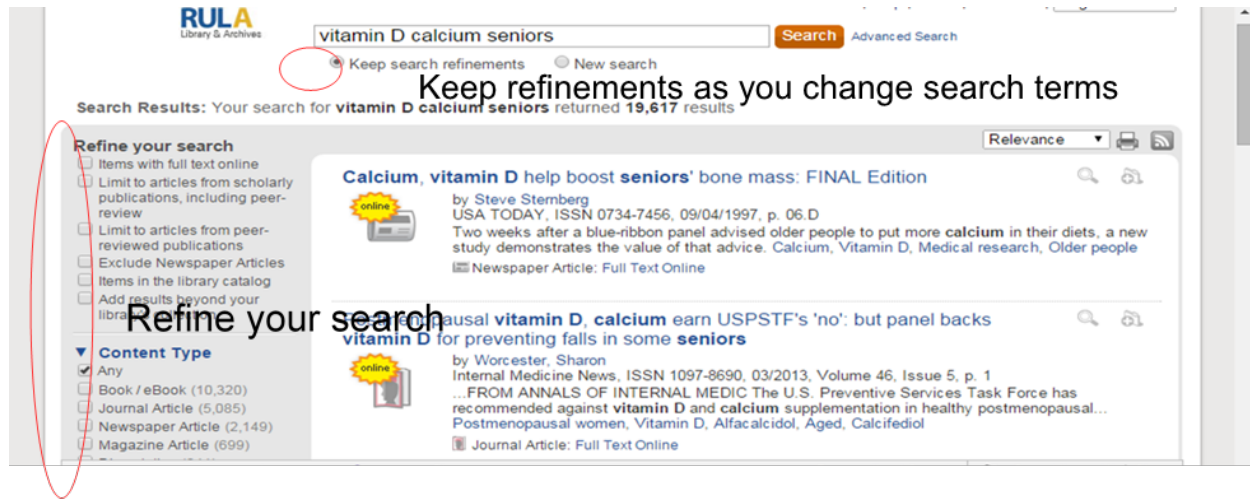 RULA
Library & Archives
vitamin D calcium seniors
Search
Advanced Search
Keep search refinements
New search
Keep refinements as you change search terms
Search Results: Your search for vitamin D calcium seniors returned 19,617 results
Refine your search
Items with full text online
Limit to articles from scholarly
publications, including peer-
review
Limit to articles from peer-
reviewed publications
Exclude Newspaper Articles
Items in the library catalog
Add results beyond your
library's collection
Refine your search
Content Type
Any
Book / eBook (10,320)
Journal Article (5,085)
Newspaper Article (2,149)
Magazine Article (699)
Relevance
Calcium, vitamin D help boost seniors' bone mass: FINAL Edition
online
by Steve Sternberg
USA TODAY, ISSN 0734-7456, 09/04/1997, p. 06.D
Two weeks after a blue-ribbon panel advised older people to put more calcium in their diets, a new
study demonstrates the value of that advice. Calcium, Vitamin D, Medical research, Older people
Newspaper Article: Full Text Online
Postmenopausal vitamin D, calcium earn USPSTF's 'no': but panel backs
vitamin D for preventing falls in some seniors
online
by Worcester, Sharon
Internal Medicine News, ISSN 1097-8690, 03/2013, Volume 46, Issue 5, p. 1
...FROM ANNALS OF INTERNAL MEDIC The U.S. Preventive Services Task Force has
recommended against vitamin D and calcium supplementation in healthy postmenopausal...
Postmenopausal women, Vitamin D, Alfacalcidol, Aged, Calcifediol
Journal Article: Full Text Online